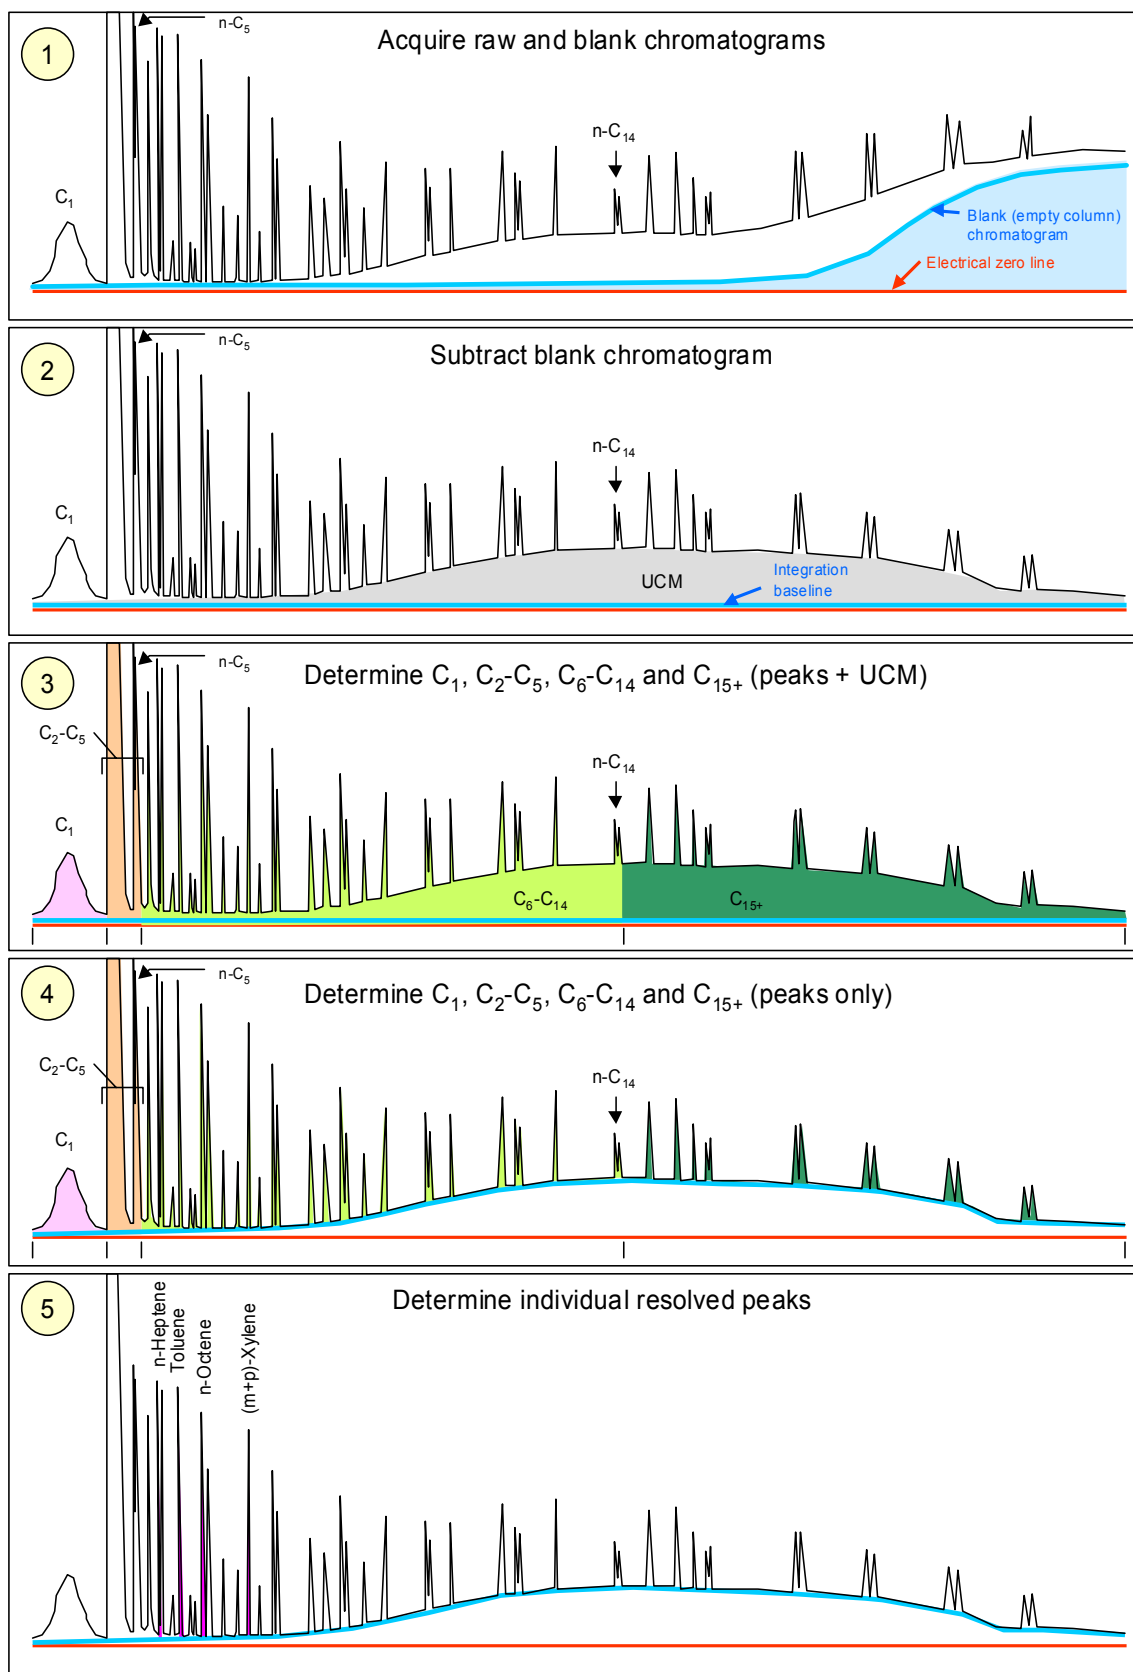 1
n-C₅
Acquire raw and blank chromatograms
n-C₁₄
C₁
Blank (empty column)
chromatogram
Electrical zero line
2
n-C₅
Subtract blank chromatogram
n-C₁₄
C₁
UCM
Integration
baseline
3
n-C₅
Determine C₁, C₂-C₅, C₆-C₁₄ and C₁₅₊ (peaks + UCM)
C₂-C₅
n-C₁₄
C₁
C₆-C₁₄
C₁₅₊
4
n-C₅
Determine C₁, C₂-C₅, C₆-C₁₄ and C₁₅₊ (peaks only)
C₂-C₅
n-C₁₄
C₁
5
Determine individual resolved peaks
n-Heptene
Toluene
n-Octene
(m+p)-Xylene